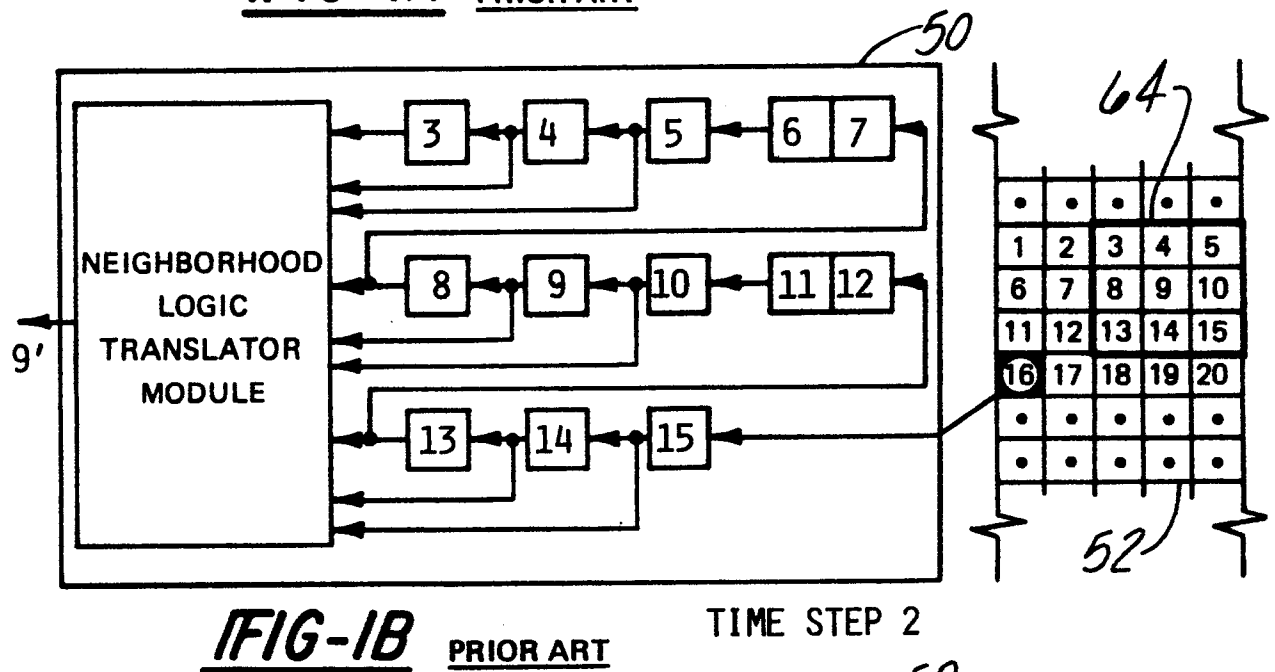 PRIOR ART
50
64
3 4 5 6 7
1 2 3 4 5
NEIGHBORHOOD
LOGIC
TRANSLATOR
MODULE
8 9 10 11 12
6 7 8 9 10
11 12 13 14 15
9'
16 17 18 19 20
13 14 15
52
FIG-1B PRIOR ART
TIME STEP 2